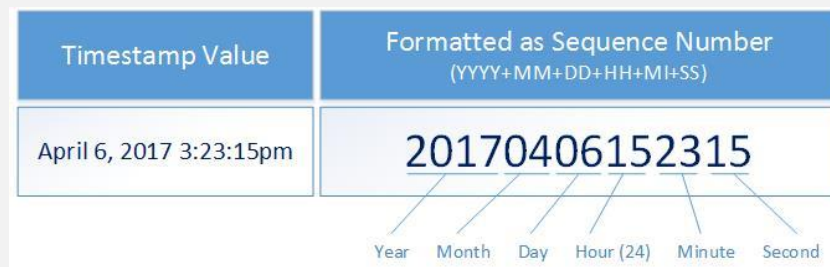 Timestamp Value
Formatted as Sequence Number
(YYYY+MM+DD+HH+MI+SS)
April 6, 2017 3:23:15pm
20170406152315
Year Month Day Hour (24) Minute Second